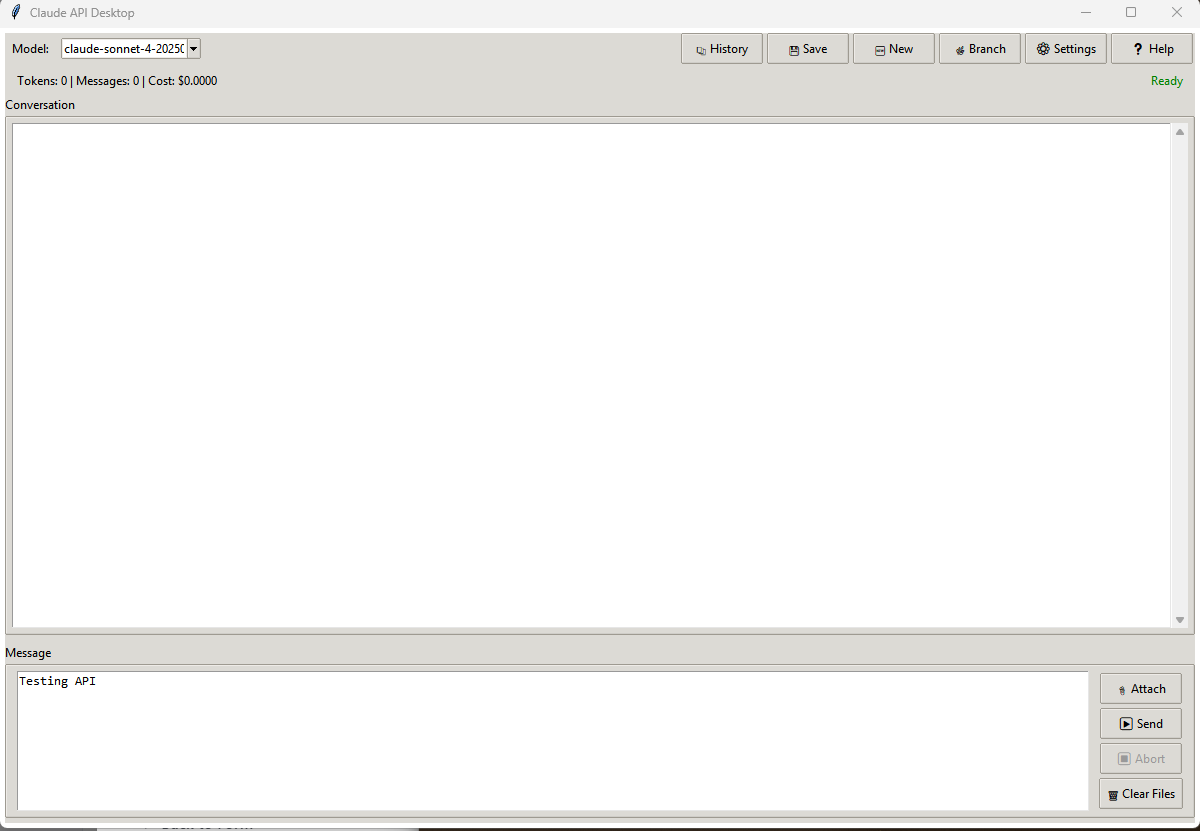 Claude API Desktop
Model: claude-sonnet-4-2025 History Save New Branch Settings ? Help
Tokens: 0 | Messages: 0 | Cost: $0.0000 Ready
Conversation
Message
Testing API
Attach
Send
Abort
Clear Files